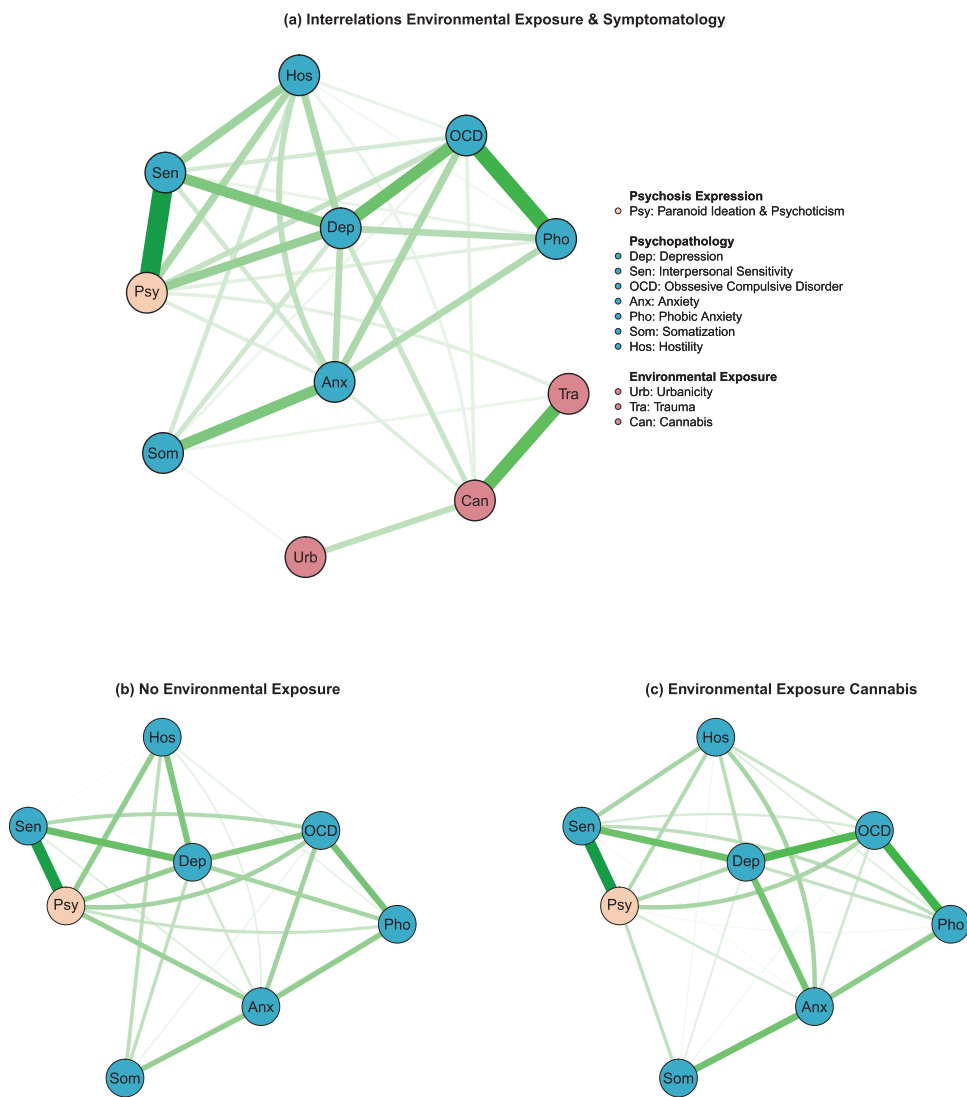 (a) Interrelations Environmental Exposure & Symptomatology
Hos
OCD
Sen
Dep
Pho
Psy
Anx
Tra
Som
Can
Urb
Psychosis Expression
Psy: Paranoid Ideation & Psychoticism
Psychopathology
Dep: Depression
Sen: Interpersonal Sensitivity
OCD: Obssesive Compulsive Disorder
Anx: Anxiety
Pho: Phobic Anxiety
Som: Somatization
Hos: Hostility
Environmental Exposure
Urb: Urbanicity
Tra: Trauma
Can: Cannabis
(b) No Environmental Exposure
Hos
Sen
OCD
Dep
Psy
Pho
Anx
Som
(c) Environmental Exposure Cannabis
Hos
Sen
OCD
Dep
Psy
Pho
Anx
Som